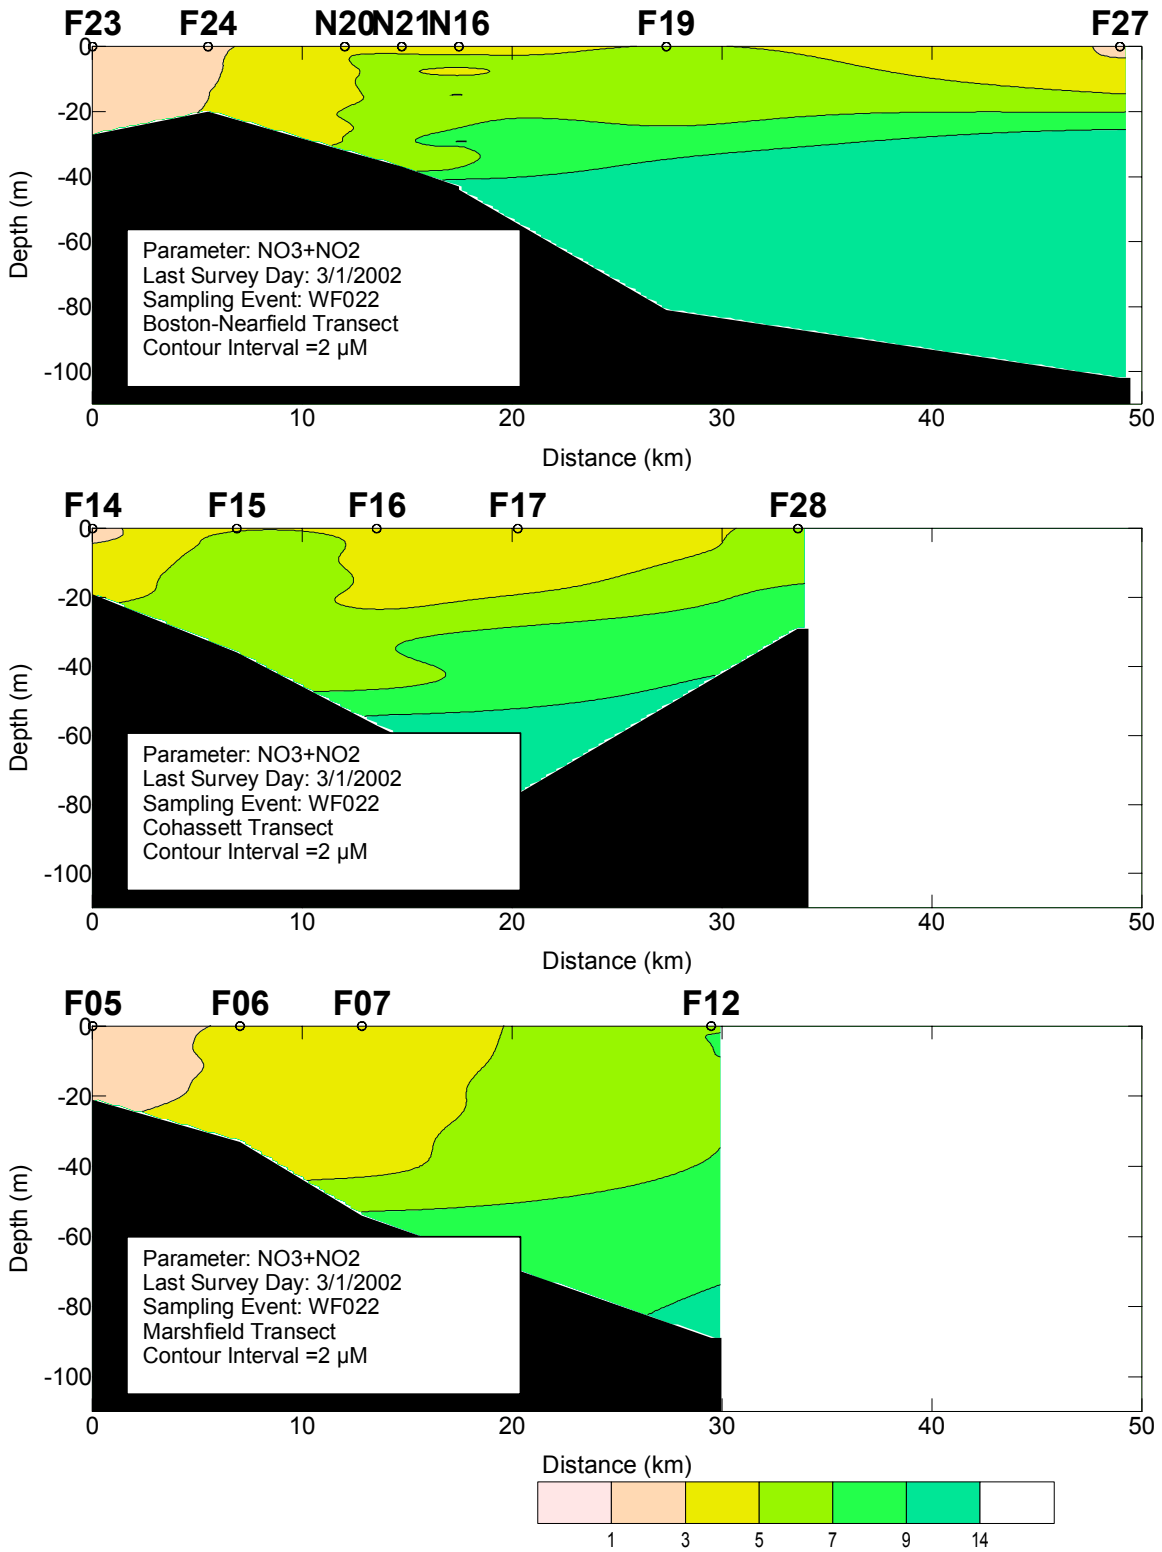 F23 F24 N20 N21 N16 F19 F27
0
-20
-40
-60
-80
-100
Depth (m)
Parameter: NO3+NO2
Last Survey Day: 3/1/2002
Sampling Event: WF022
Boston-Nearfield Transect
Contour Interval =2 µM
0 10 20 30 40 50
Distance (km)
F14 F15 F16 F17 F28
0
-20
-40
-60
-80
-100
Depth (m)
Parameter: NO3+NO2
Last Survey Day: 3/1/2002
Sampling Event: WF022
Cohassett Transect
Contour Interval =2 µM
0 10 20 30 40 50
Distance (km)
F05 F06 F07 F12
0
-20
-40
-60
-80
-100
Depth (m)
Parameter: NO3+NO2
Last Survey Day: 3/1/2002
Sampling Event: WF022
Marshfield Transect
Contour Interval =2 µM
0 10 20 30 40 50
Distance (km)
1 3 5 7 9 14